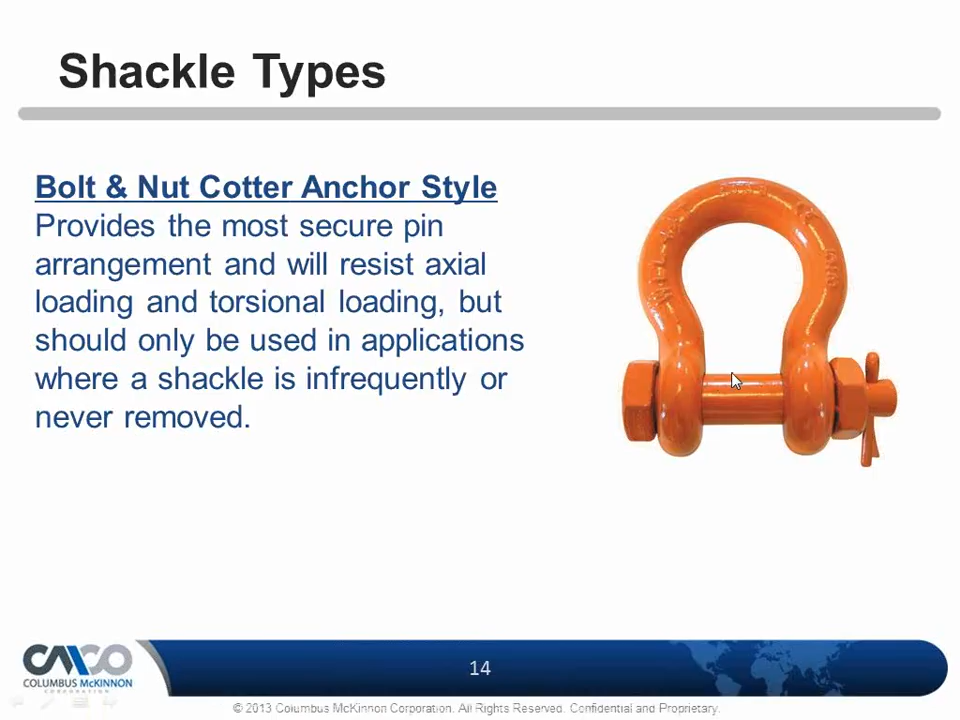 Shackle Types
Bolt & Nut Cotter Anchor Style
Provides the most secure pin
arrangement and will resist axial
loading and torsional loading, but
should only be used in applications
where a shackle is infrequently or
never removed.
CMCO
COLUMBUS McKINNON
CORPORATION
14
© 2013 Columbus McKinnon Corporation. All Rights Reserved. Confidential and Proprietary.